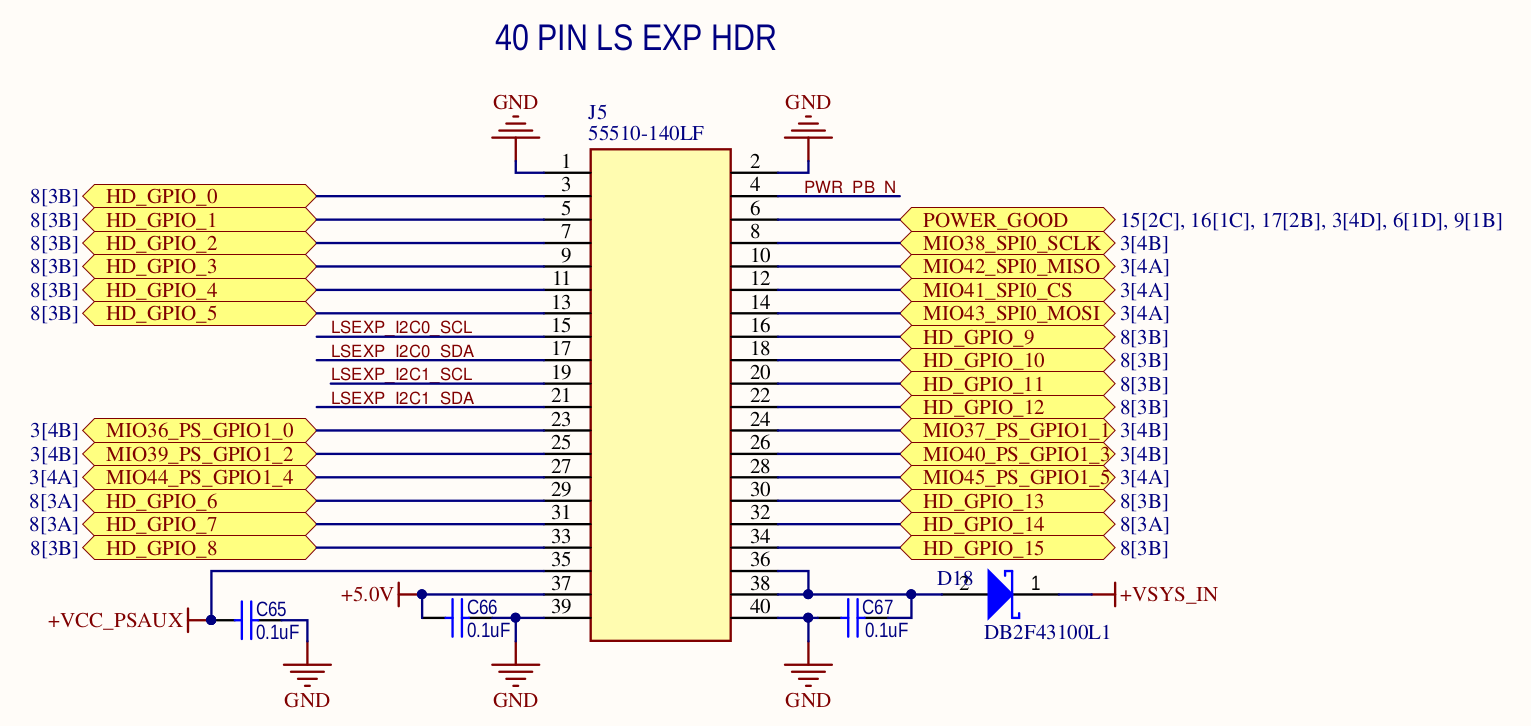 40 PIN LS EXP HDR
GND GND
J5
55510-140LF
1 2
3 4 PWR_PB_N
8[3B] HD_GPIO_0
5 6 POWER_GOOD 15[2C], 16[1C], 17[2B], 3[4D], 6[1D], 9[1B]
8[3B] HD_GPIO_1
7 8 MIO38_SPI0_SCLK 3[4B]
8[3B] HD_GPIO_2
9 10 MIO42_SPI0_MISO 3[4A]
8[3B] HD_GPIO_3
11 12 MIO41_SPI0_CS 3[4A]
8[3B] HD_GPIO_4
13 14 MIO43_SPI0_MOSI 3[4A]
8[3B] HD_GPIO_5
LSEXP_I2C0_SCL 15 16 HD_GPIO_9 8[3B]
LSEXP_I2C0_SDA 17 18 HD_GPIO_10 8[3B]
LSEXP_I2C1_SCL 19 20 HD_GPIO_11 8[3B]
LSEXP_I2C1_SDA 21 22 HD_GPIO_12 8[3B]
3[4B] MIO36_PS_GPIO1_0 23 24 MIO37_PS_GPIO1_1 3[4B]
3[4B] MIO39_PS_GPIO1_2 25 26 MIO40_PS_GPIO1_3 3[4B]
3[4A] MIO44_PS_GPIO1_4 27 28 MIO45_PS_GPIO1_5 3[4A]
8[3A] HD_GPIO_6 29 30 HD_GPIO_13 8[3B]
8[3A] HD_GPIO_7 31 32 HD_GPIO_14 8[3A]
8[3B] HD_GPIO_8 33 34 HD_GPIO_15 8[3B]
35 36
+5.0V 37 38 D18 2 1 +VSYS_IN
+VCC_PSAUX C65 C66 39 40 C67
0.1uF 0.1uF 0.1uF DB2F43100L1
GND GND GND